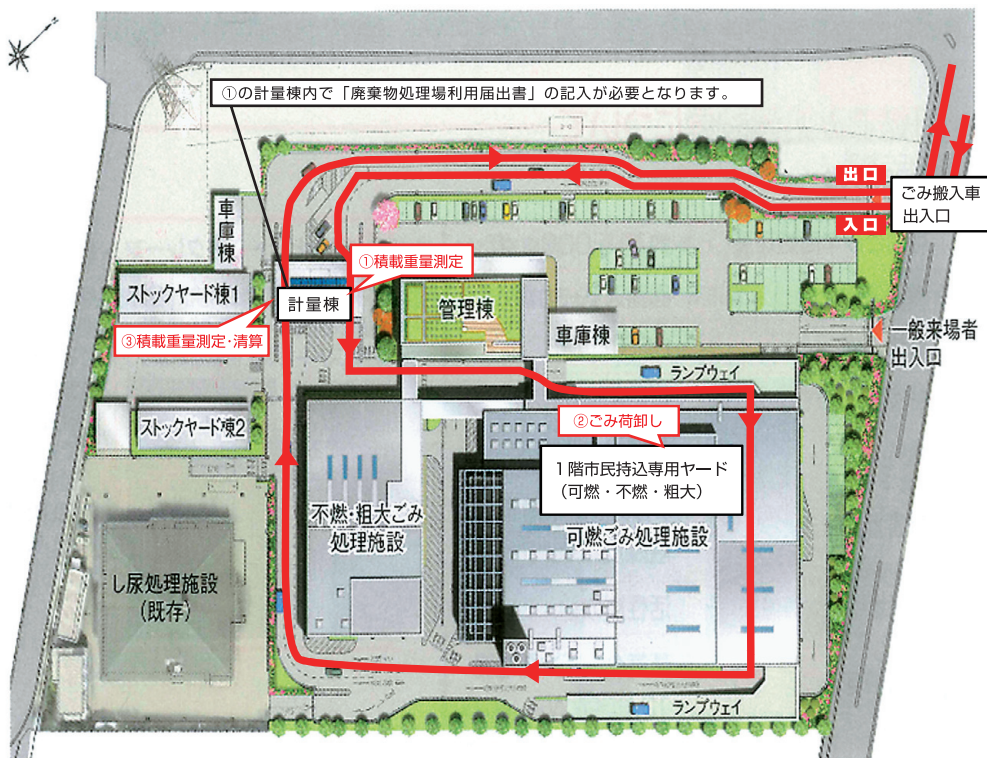 ①の計量棟内で「廃棄物処理場利用届出書」の記入が必要となります。
出口
ごみ搬入車
出入口
入口
車庫棟
①積載重量測定
ストックヤード棟1
計量棟
管理棟
③積載重量測定・清算
車庫棟
一般来場者
出入口
ランプウェイ
ストックヤード棟2
②ごみ荷卸し
1階市民持込専用ヤード
(可燃・不燃・粗大)
不燃・粗大ごみ
処理施設
可燃ごみ処理施設
し尿処理施設
(既存)
ランプウェイ